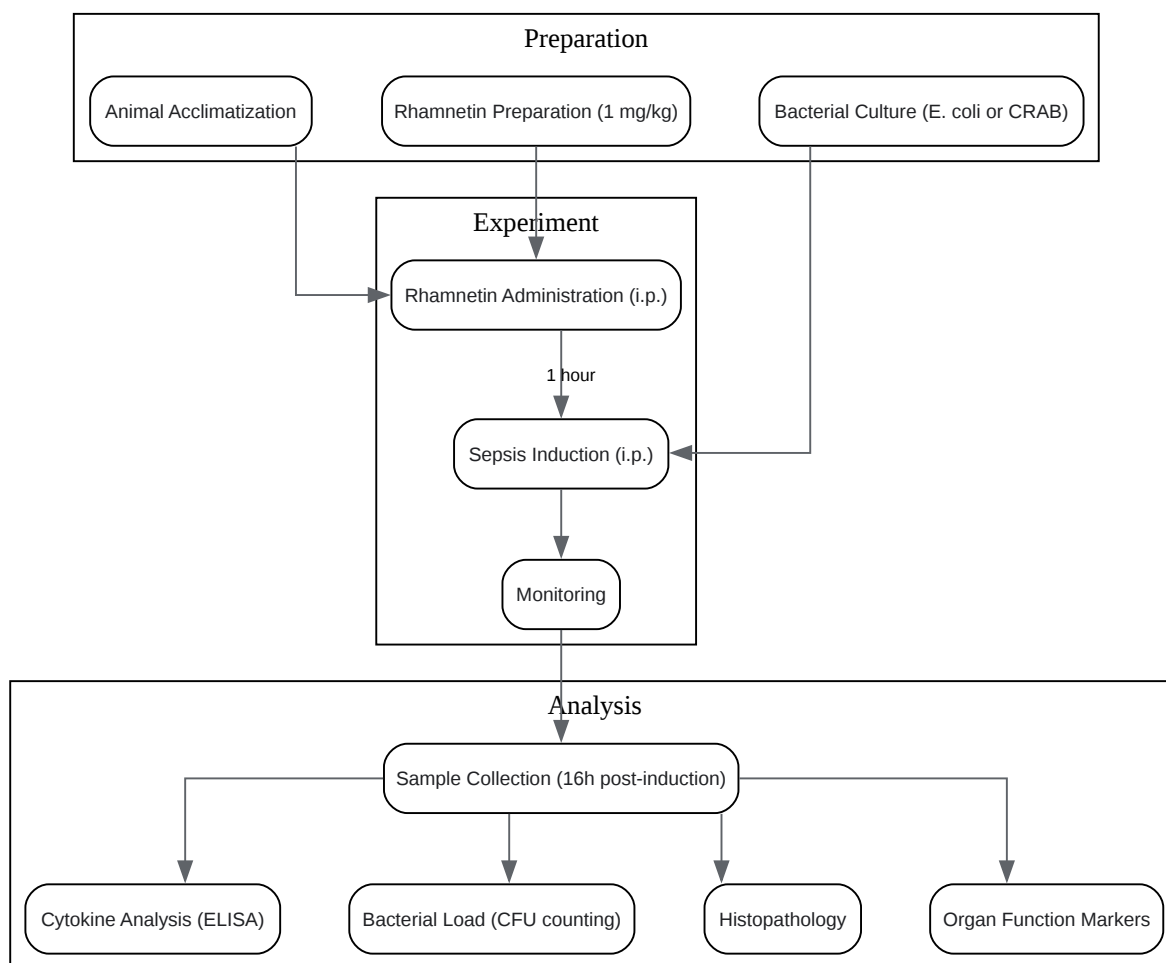 Preparation
Animal Acclimatization
Rhamnetin Preparation (1 mg/kg)
Bacterial Culture (E. coli or CRAB)
Experiment
Rhamnetin Administration (i.p.)
1 hour
Sepsis Induction (i.p.)
Monitoring
Analysis
Sample Collection (16h post-induction)
Cytokine Analysis (ELISA)
Bacterial Load (CFU counting)
Histopathology
Organ Function Markers